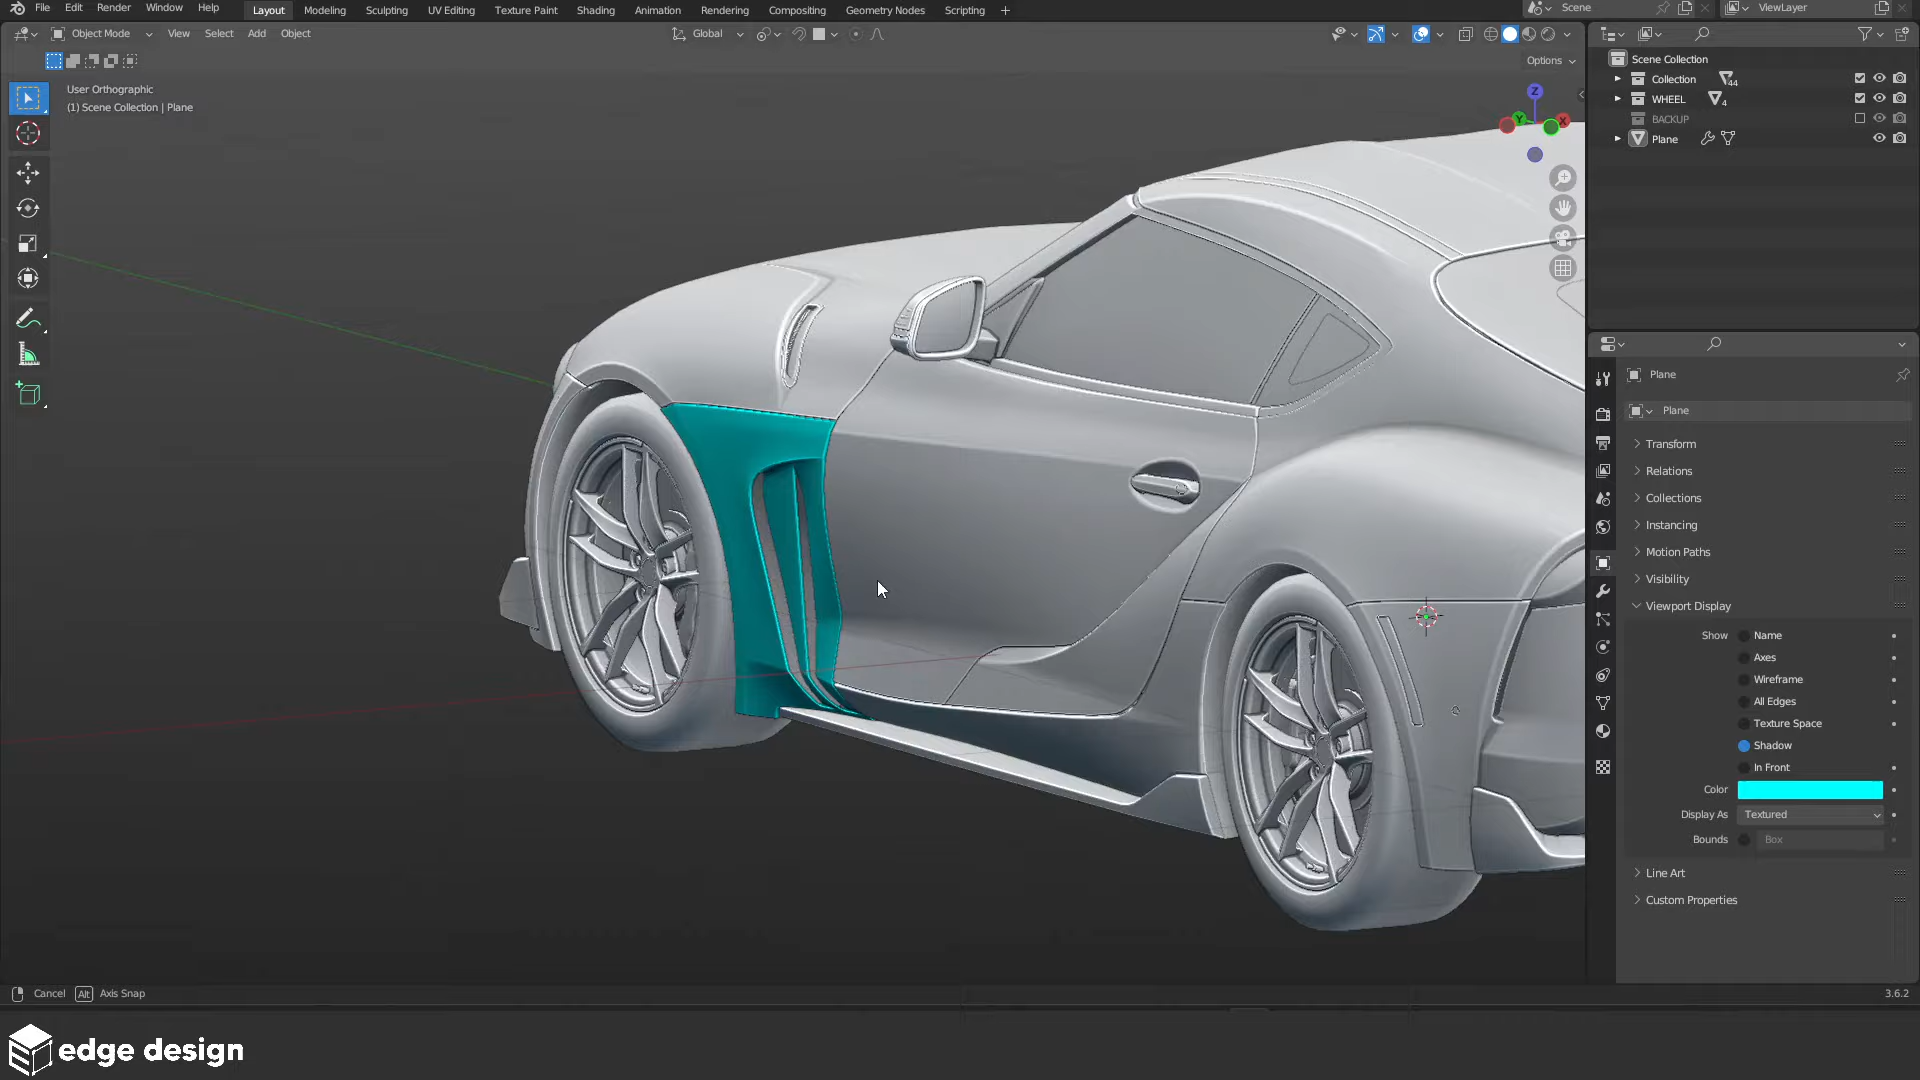 File Edit Render Window Help Layout Modeling Sculpting UV Editing Texture Paint Shading Animation Rendering Compositing Geometry Nodes Scripting + Scene ViewLayer
Object Mode View Select Add Object Global
Options
User Orthographic
(1) Scene Collection | Plane
Z
Y
X
Scene Collection
Collection 44
WHEEL 4
BACKUP
Plane
Plane
Plane
Transform
Relations
Collections
Instancing
Motion Paths
Visibility
Viewport Display
Show Name
Axes
Wireframe
All Edges
Texture Space
Shadow
In Front
Color
Display As Textured
Bounds Box
Line Art
Custom Properties
Cancel Alt Axis Snap 3.6.2
edge design